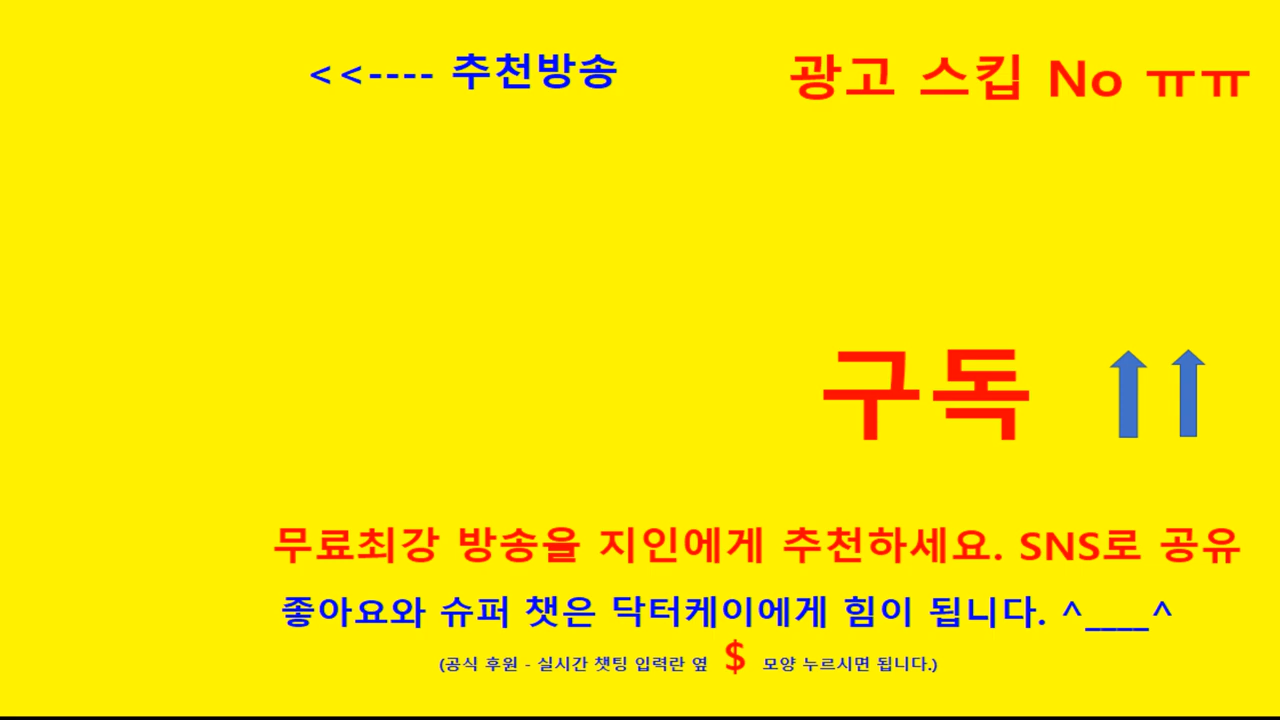 <<---- 추천방송
광고 스킵 No ㅠㅠ
구독
무료최강 방송을 지인에게 추천하세요. SNS로 공유
좋아요와 슈퍼 챗은 닥터케이에게 힘이 됩니다. ^____^
(공식 후원 - 실시간 챗팅 입력란 옆 $ 모양 누르시면 됩니다.)